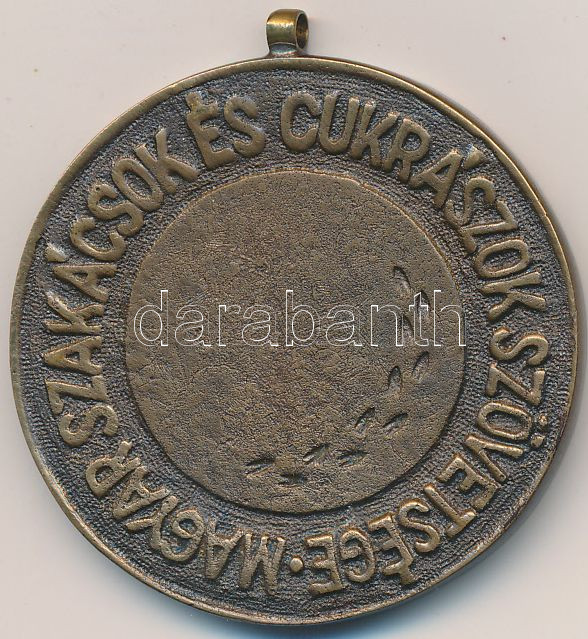 MAGYAR SZAKÁCSOK ÉS CUKRÁSZOK SZÖVETSÉGE •
darabanth